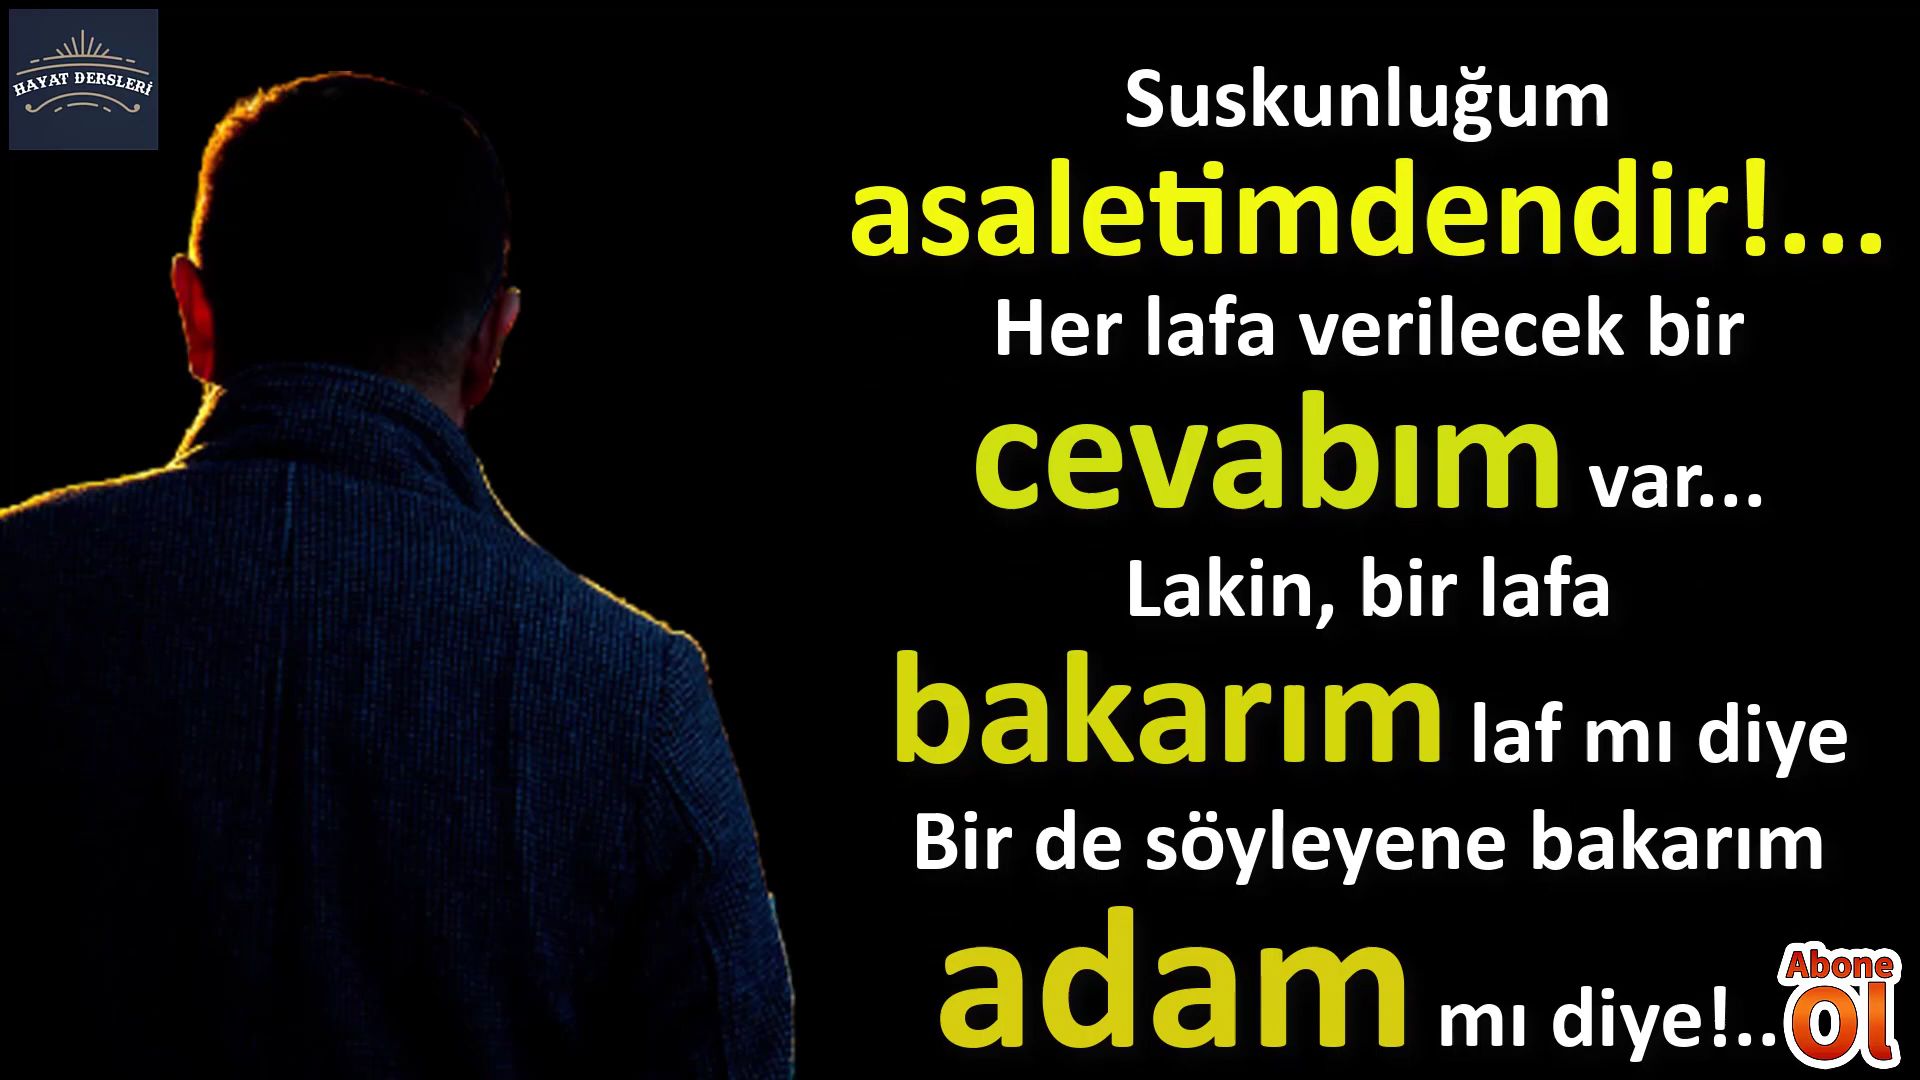 HAYAT DERSLERİ
Suskunluğum
asaletimdendir!...
Her lafa verilecek bir
cevabım var...
Lakin, bir lafa
bakarım laf mı diye
Bir de söyleyene bakarım
adam mı diye!..
Abone
Ol